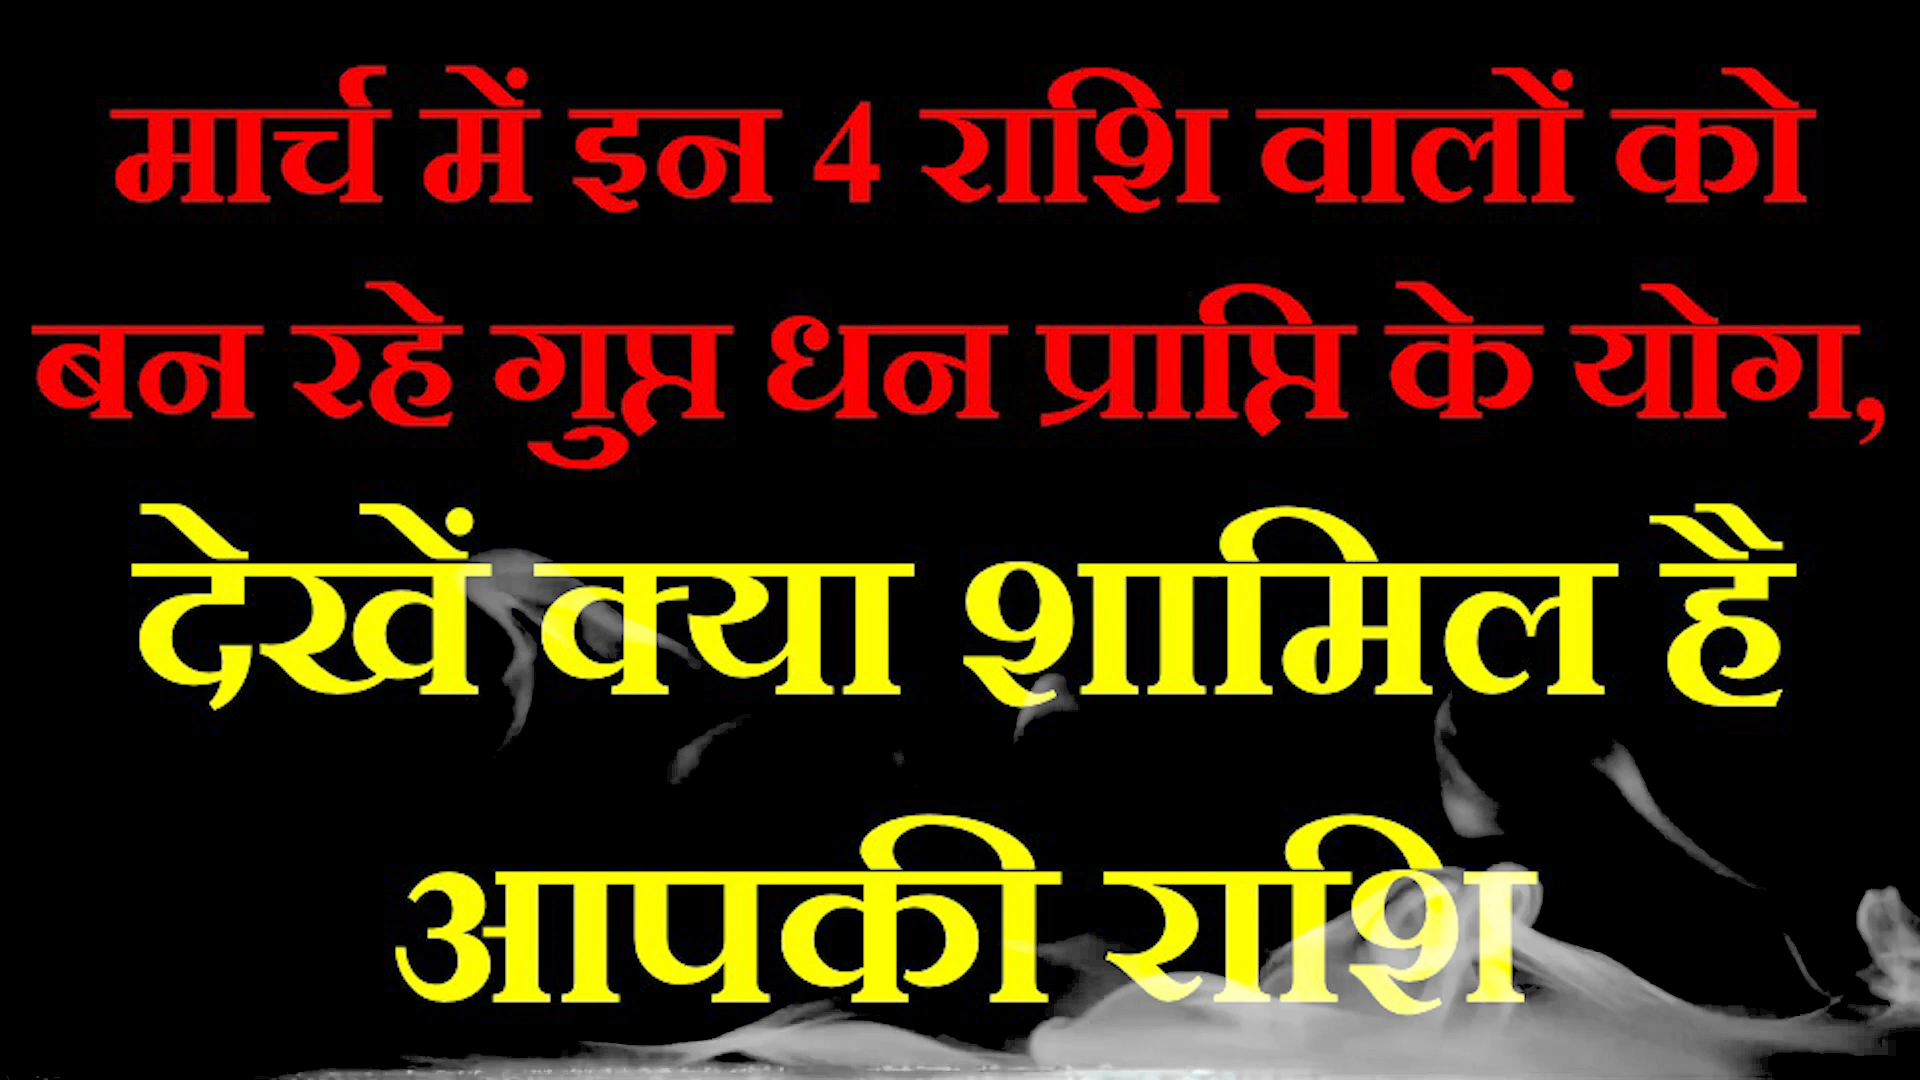 मार्च में इन 4 राशि वालों को
बन रहे गुप्त धन प्राप्ति के योग,
देखें क्या शामिल है
आपकी राशि